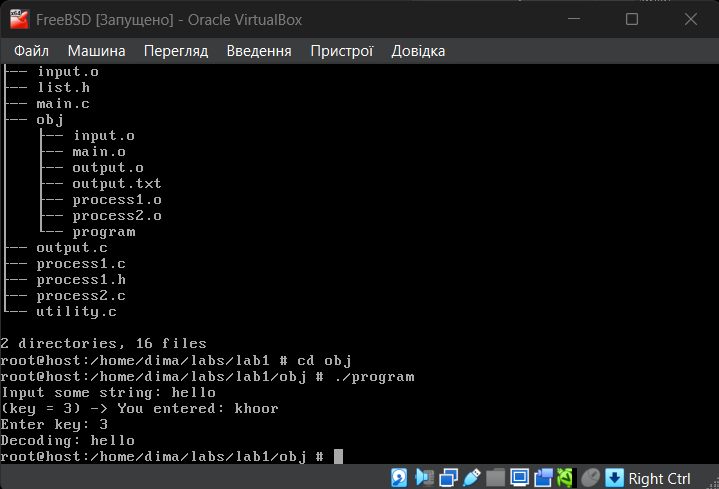 FreeBSD [Запущено] - Oracle VirtualBox
Файл Машина Перегляд Введення Пристрої Довідка
├── input.o
├── list.h
├── main.c
├── obj
│   ├── input.o
│   ├── main.o
│   ├── output.o
│   ├── output.txt
│   ├── process1.o
│   ├── process2.o
│   └── program
├── output.c
├── process1.c
├── process1.h
├── process2.c
└── utility.c
2 directories, 16 files
root@host:/home/dima/labs/lab1 # cd obj
root@host:/home/dima/labs/lab1/obj # ./program
Input some string: hello
(key = 3) -> You entered: khoor
Enter key: 3
Decoding: hello
root@host:/home/dima/labs/lab1/obj #
Right Ctrl